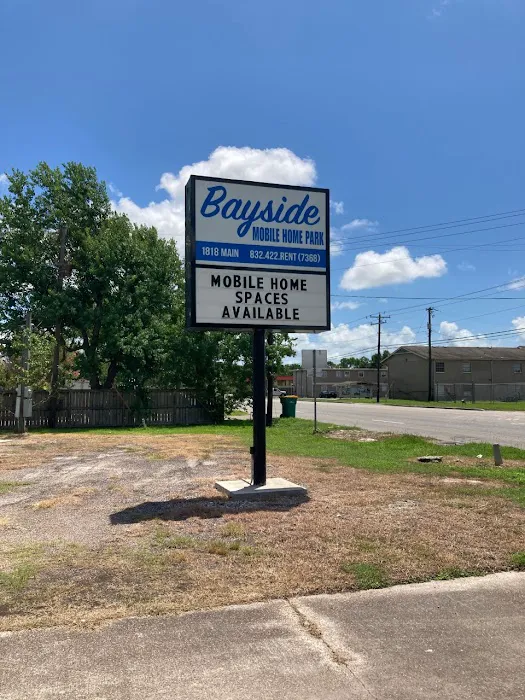 Bayside
MOBILE HOME PARK
1818 MAIN 832.422.RENT (7368)
MOBILE HOME
SPACES
AVAILABLE